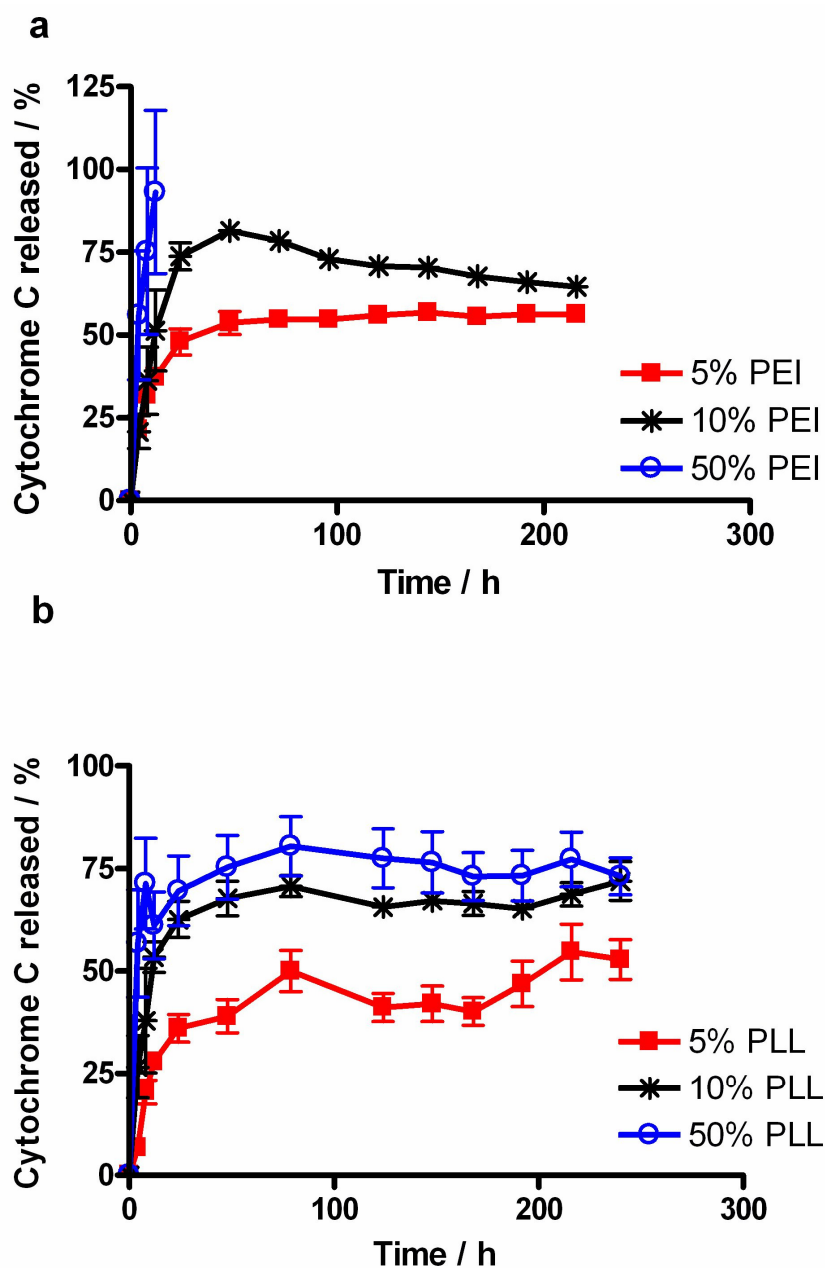 a
Cytochrome C released / %
125
100
75
50
25
0
0 100 200 300
Time / h
5% PEI
10% PEI
50% PEI
b
Cytochrome C released / %
100
75
50
25
0
0 100 200 300
Time / h
5% PLL
10% PLL
50% PLL